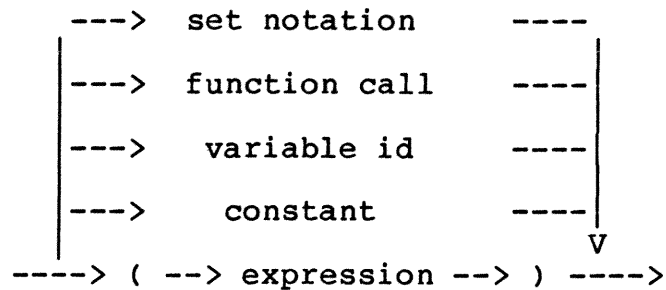 ---> set notation ----
---> function call ----
---> variable id ----
---> constant ----
V
----> ( --> expression --> ) ---->